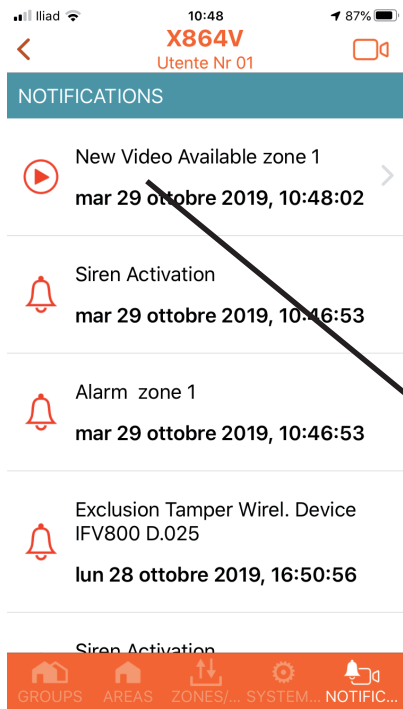 Iliad 10:48 87%
X864V
Utente Nr 01
NOTIFICATIONS
New Video Available zone 1
mar 29 ottobre 2019, 10:48:02
Siren Activation
mar 29 ottobre 2019, 10:46:53
Alarm zone 1
mar 29 ottobre 2019, 10:46:53
Exclusion Tamper Wirel. Device
IFV800 D.025
lun 28 ottobre 2019, 16:50:56
Siren Activation
GROUPS AREAS ZONES/... SYSTEM... NOTIFIC...